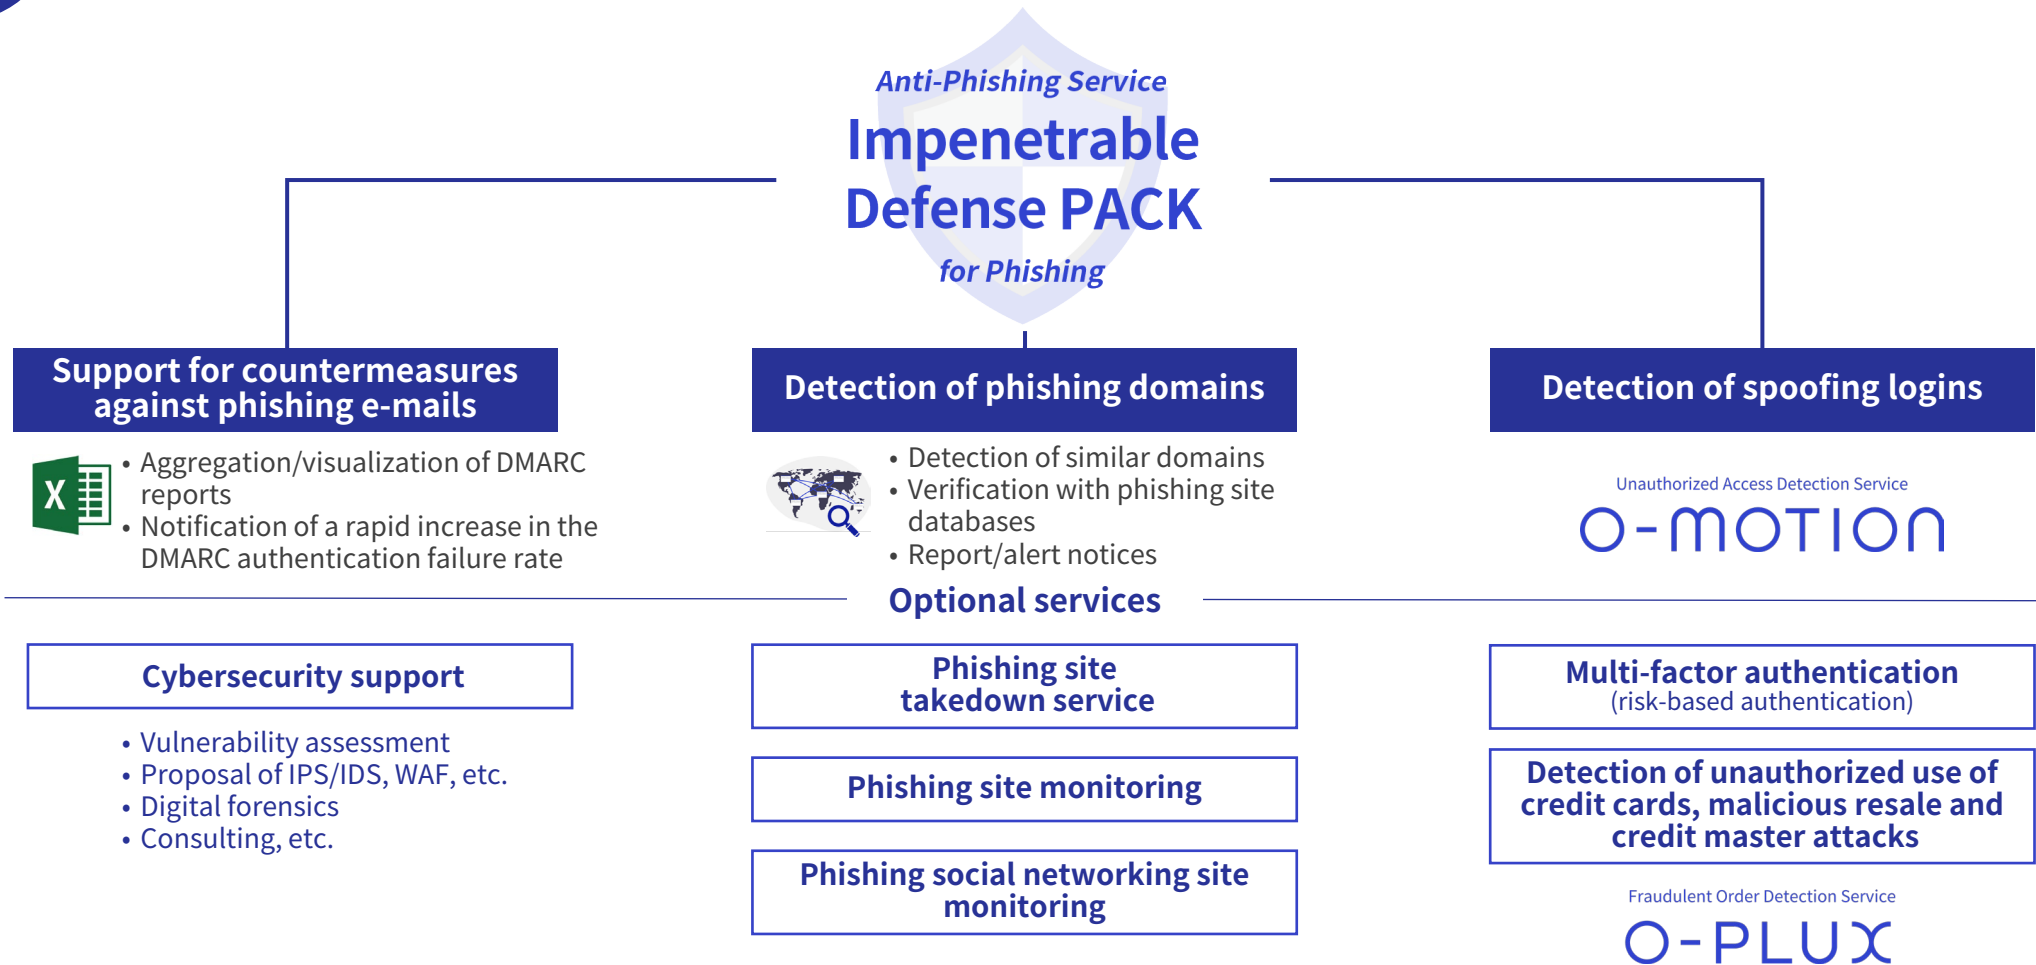 Anti-Phishing Service
Impenetrable
Defense PACK
for Phishing
Support for countermeasures
against phishing e-mails
X
• Aggregation/visualization of DMARC
reports
• Notification of a rapid increase in the
DMARC authentication failure rate
Detection of phishing domains
• Detection of similar domains
• Verification with phishing site
databases
• Report/alert notices
Detection of spoofing logins
Unauthorized Access Detection Service
O-MOTION
Optional services
Cybersecurity support
• Vulnerability assessment
• Proposal of IPS/IDS, WAF, etc.
• Digital forensics
• Consulting, etc.
Phishing site
takedown service
Phishing site monitoring
Phishing social networking site
monitoring
Multi-factor authentication
(risk-based authentication)
Detection of unauthorized use of
credit cards, malicious resale and
credit master attacks
Fraudulent Order Detection Service
O-PLUX